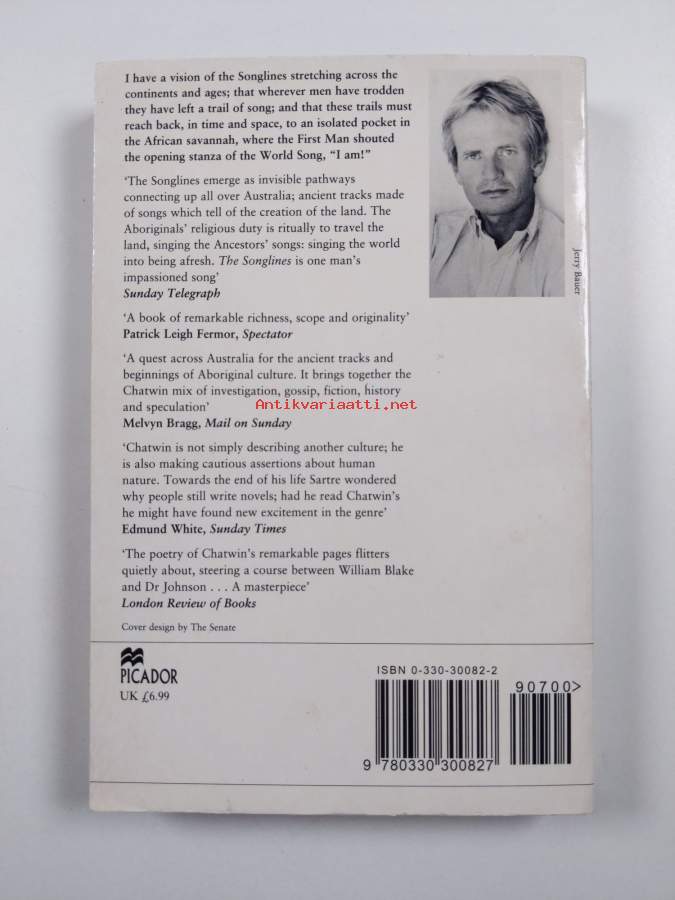 I have a vision of the Songlines stretching across the
continents and ages; that wherever men have trodden
they have left a trail of song; and that these trails must
reach back, in time and space, to an isolated pocket in
the African savannah, where the First Man shouted
the opening stanza of the World Song, “I am!”
‘The Songlines emerge as invisible pathways
connecting up all over Australia; ancient tracks made
of songs which tell of the creation of the land. The
Aboriginals’ religious duty is ritually to travel the
land, singing the Ancestors’ songs: singing the world
into being afresh. The Songlines is one man’s
impassioned song’
Sunday Telegraph
‘A book of remarkable richness, scope and originality’
Patrick Leigh Fermor, Spectator
‘A quest across Australia for the ancient tracks and
beginnings of Aboriginal culture. It brings together the
Chatwin mix of investigation, gossip, fiction, history
and speculation’
Melvyn Bragg, Mail on Sunday
‘Chatwin is not simply describing another culture; he
is also making cautious assertions about human
nature. Towards the end of his life Sartre wondered
why people still write novels; had he read Chatwin’s
he might have found new excitement in the genre’
Edmund White, Sunday Times
‘The poetry of Chatwin’s remarkable pages flitters
quietly about, steering a course between William Blake
and Dr Johnson . . . A masterpiece’
London Review of Books
Cover design by The Senate
Jerry Bauer
Antikvariaatti.net
PICADOR
UK £6.99
ISBN 0-330-30082-2
90700>
9 780330 300827